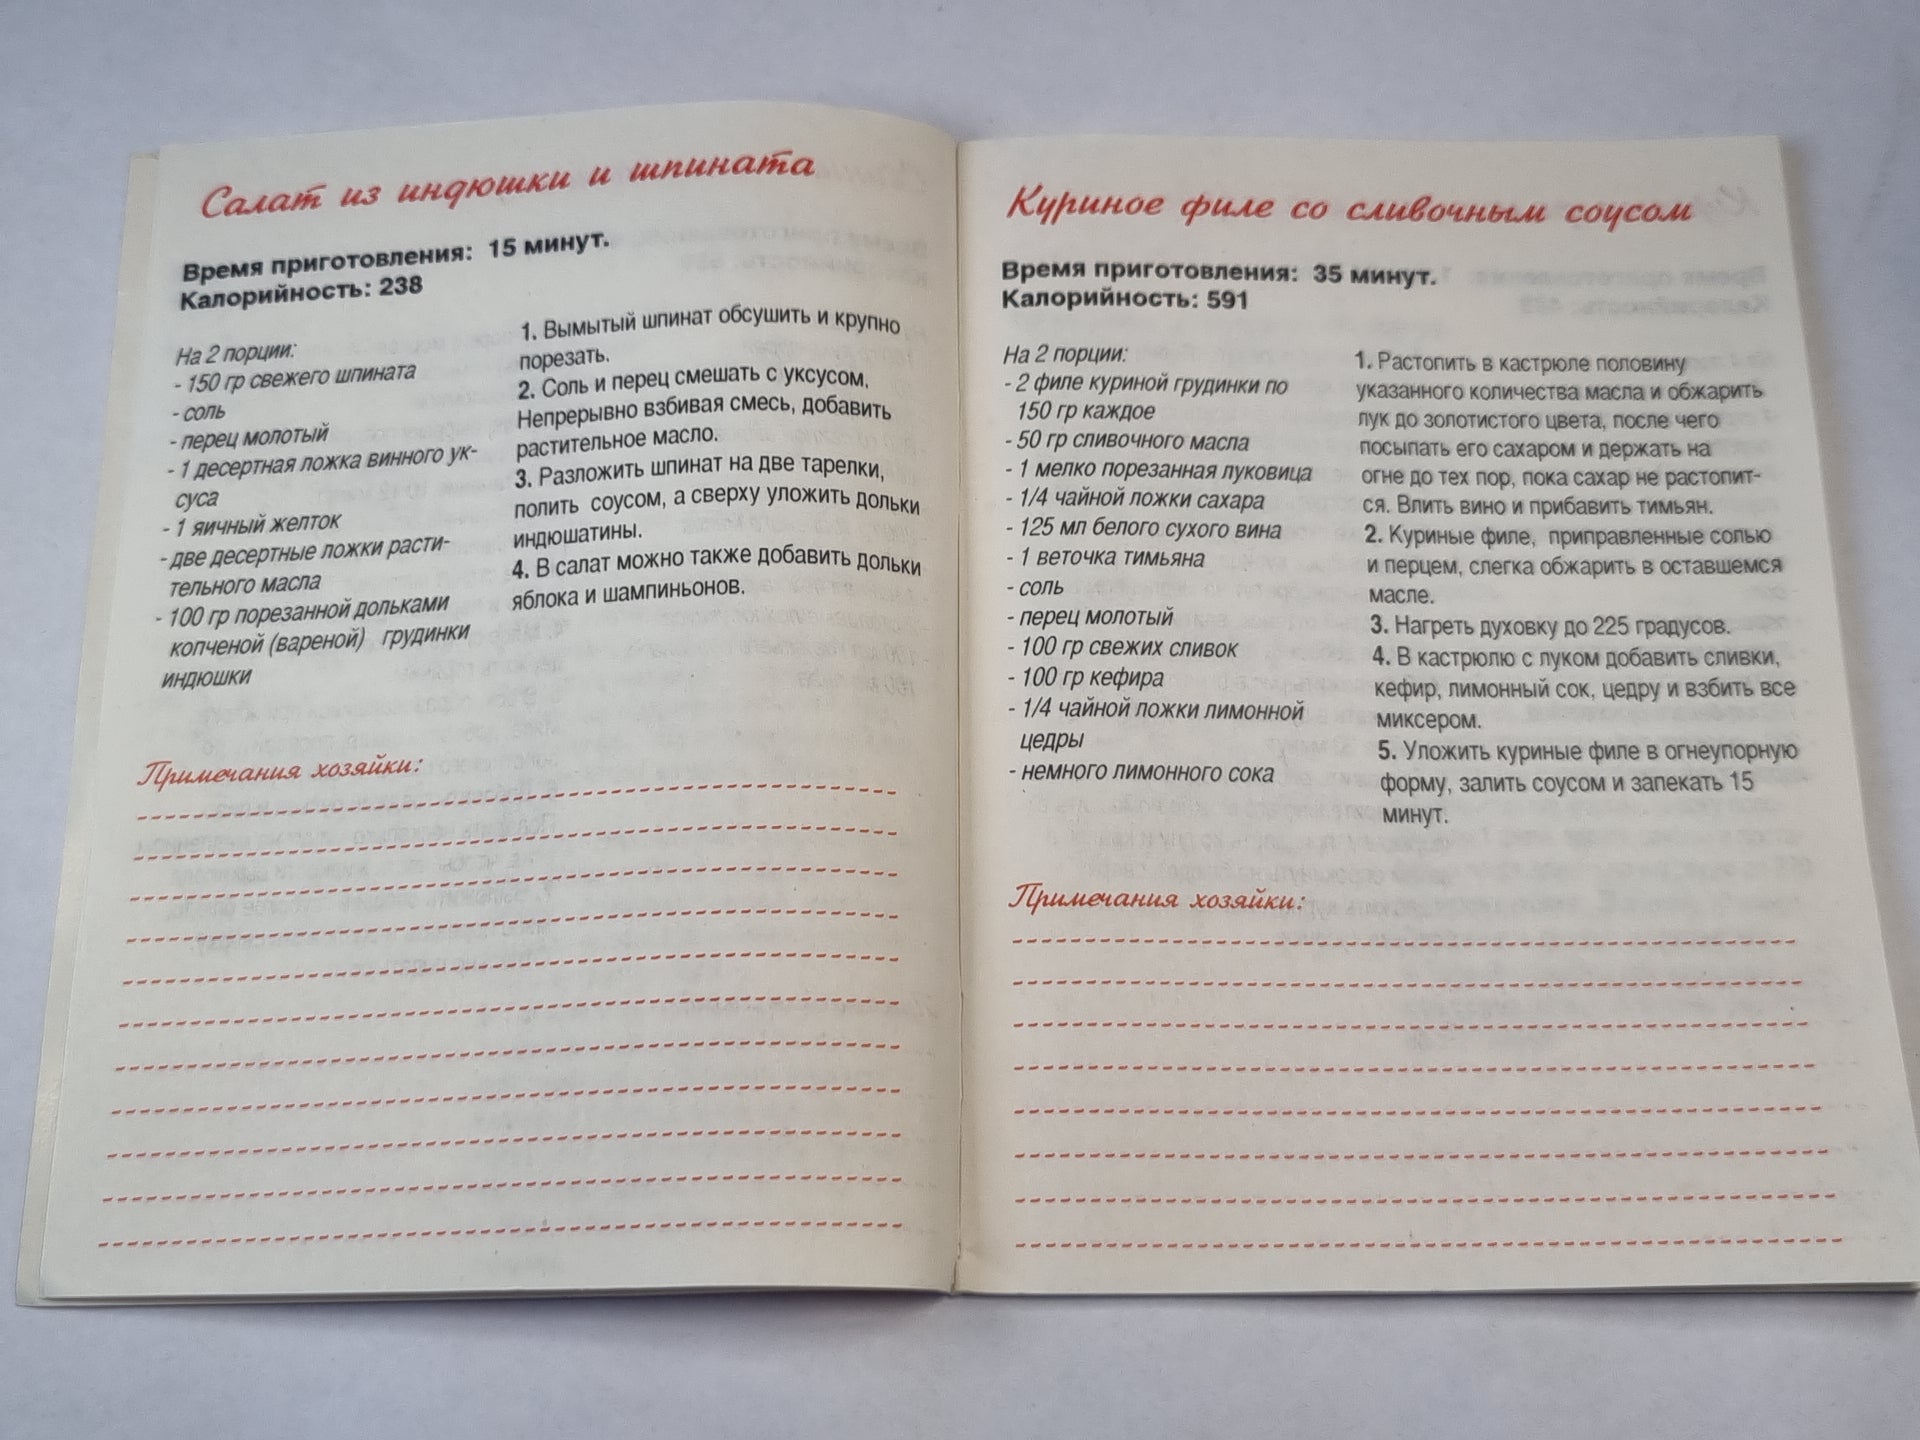 Салат из индюшки и шпината
Время приготовления: 15 минут.
Калорийность: 238
На 2 порции:
- 150 гр свежего шпината
- соль
- перец молотый
- 1 десертная ложка винного ук-
суса
- 1 яичный желток
- две десертные ложки расти-
тельного масла
- 100 гр порезанной дольками
копченой (вареной) грудинки
индюшки
1. Вымытый шпинат обсушить и крупно
порезать.
2. Соль и перец смешать с уксусом,
Непрерывно взбивая смесь, добавить
растительное масло.
3. Разложить шпинат на две тарелки,
полить соусом, а сверху уложить дольки
индюшатины.
4. В салат можно также добавить дольки
яблока и шампиньонов.
Примечания хозяйки:
Куриное филе со сливочным соусом
Время приготовления: 35 минут.
Калорийность: 591
На 2 порции:
- 2 филе куриной грудинки по
150 гр каждое
- 50 гр сливочного масла
- 1 мелко порезанная луковица
- 1/4 чайной ложки сахара
- 125 мл белого сухого вина
- 1 веточка тимьяна
- соль
- перец молотый
- 100 гр свежих сливок
- 100 гр кефира
- 1/4 чайной ложки лимонной
цедры
- немного лимонного сока
1. Растопить в кастрюле половину
указанного количества масла и обжарить
лук до золотистого цвета, после чего
посыпать его сахаром и держать на
огне до тех пор, пока сахар не растопит-
ся. Влить вино и прибавить тимьян.
2. Куриные филе, приправленные солью
и перцем, слегка обжарить в оставшемся
масле.
3. Нагреть духовку до 225 градусов.
4. В кастрюлю с луком добавить сливки,
кефир, лимонный сок, цедру и взбить все
миксером.
5. Уложить куриные филе в огнеупорную
форму, залить соусом и запекать 15
минут.
Примечания хозяйки: